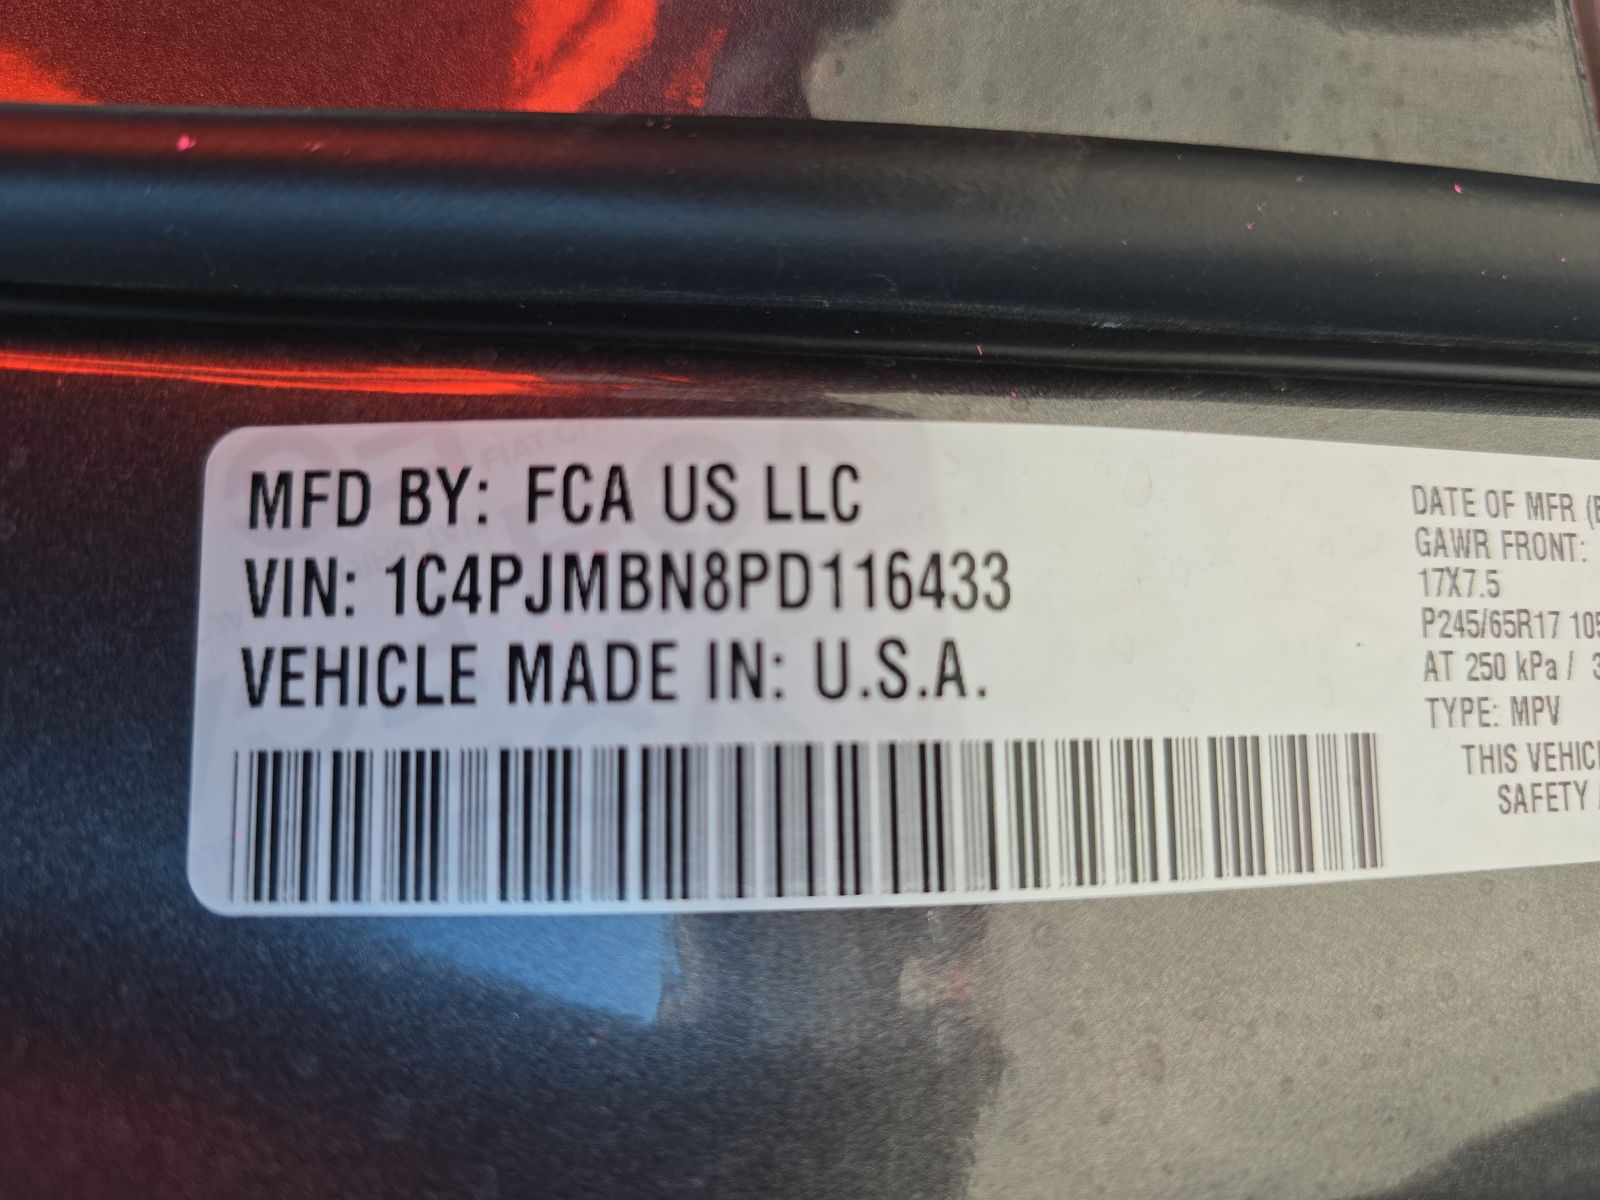 MFD BY: FCA US LLC
VIN: 1C4PJMBN8PD116433
VEHICLE MADE IN: U.S.A.
DATE OF MFR
GAWR FRONT:
17X7.5
P245/65R17
AT 250 kPa /
TYPE: MPV
THIS
SAFETY